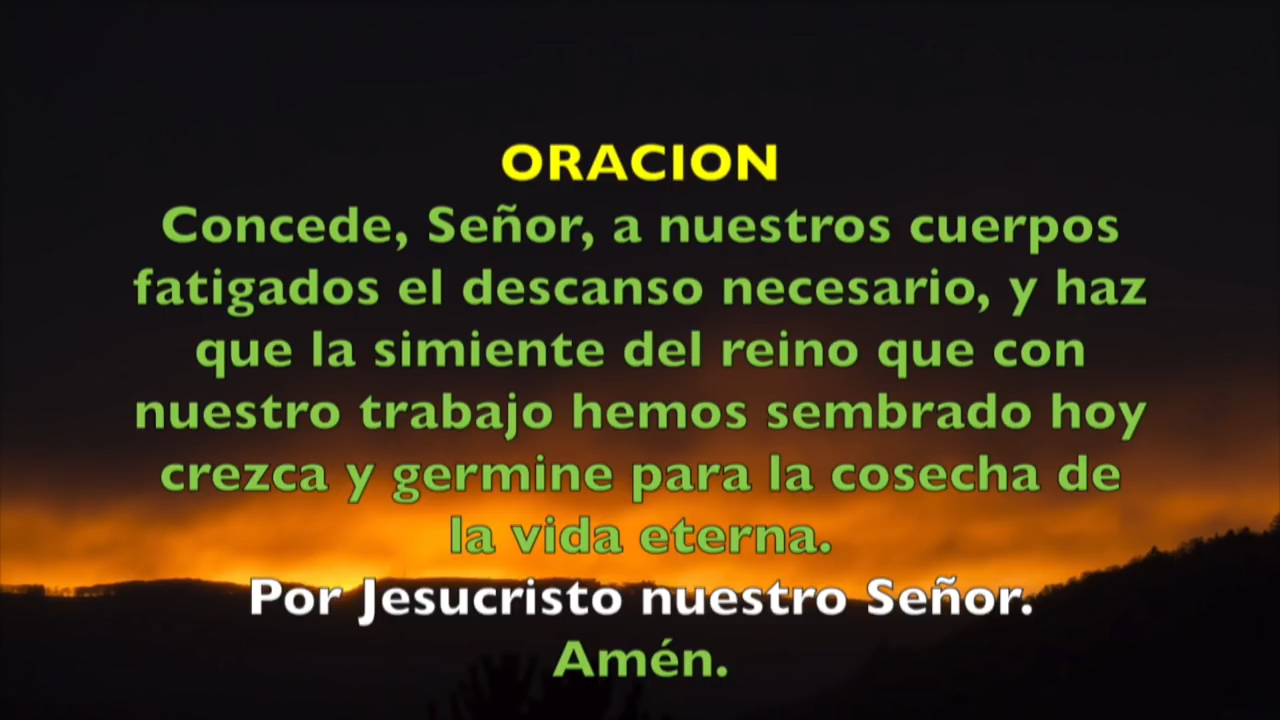 ORACION
Concede, Señor, a nuestros cuerpos
fatigados el descanso necesario, y haz
que la simiente del reino que con
nuestro trabajo hemos sembrado hoy
crezca y germine para la cosecha de
la vida eterna.
Por Jesucristo nuestro Señor.
Amén.